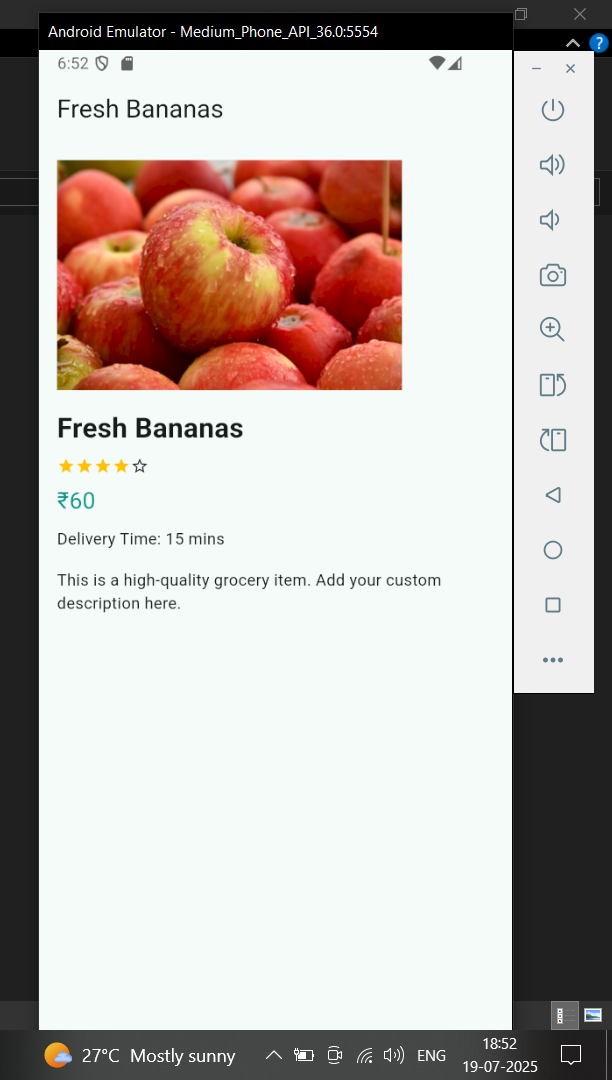 Android Emulator - Medium_Phone_API_36.0:5554
?
6:52
Fresh Bananas
Fresh Bananas
₹60
Delivery Time: 15 mins
This is a high-quality grocery item. Add your custom
description here.
27°C Mostly sunny
ENG
18:52
19-07-2025